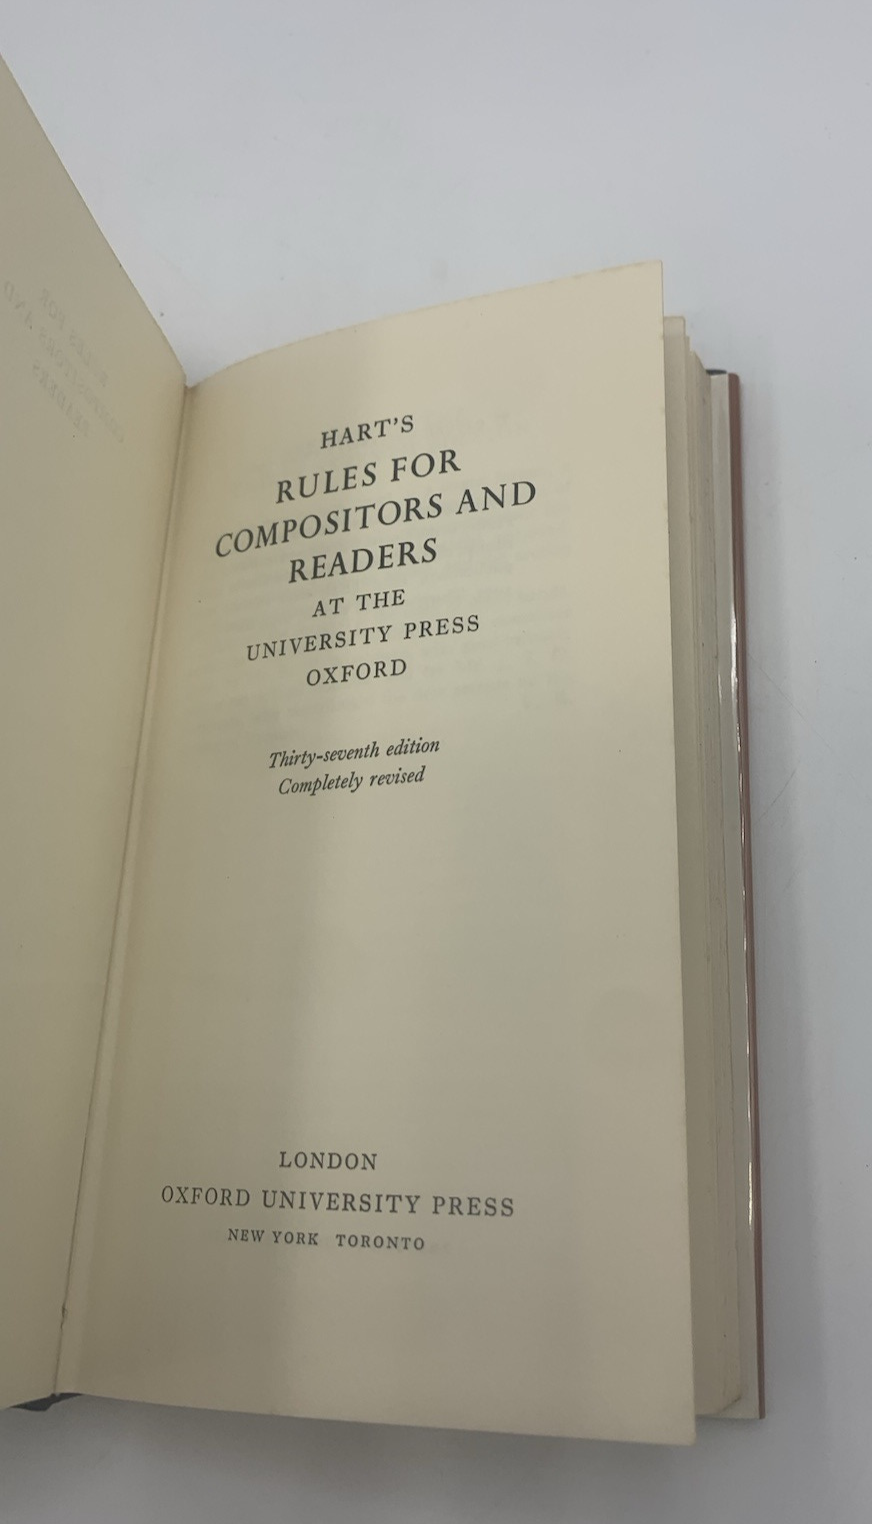 HART'S
RULES FOR
COMPOSITORS AND
READERS
AT THE
UNIVERSITY PRESS
OXFORD
Thirty-seventh edition
Completely revised
LONDON
OXFORD UNIVERSITY PRESS
NEW YORK TORONTO